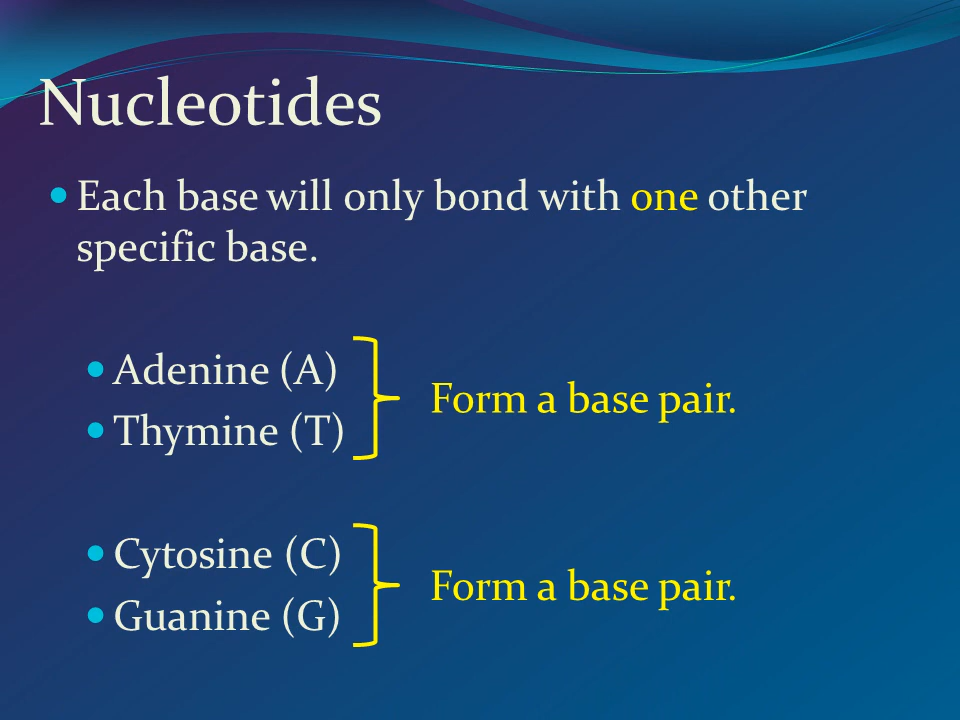 Nucleotides
Each base will only bond with one other
specific base.
Adenine (A)
Thymine (T)
Form a base pair.
Cytosine (C)
Guanine (G)
Form a base pair.